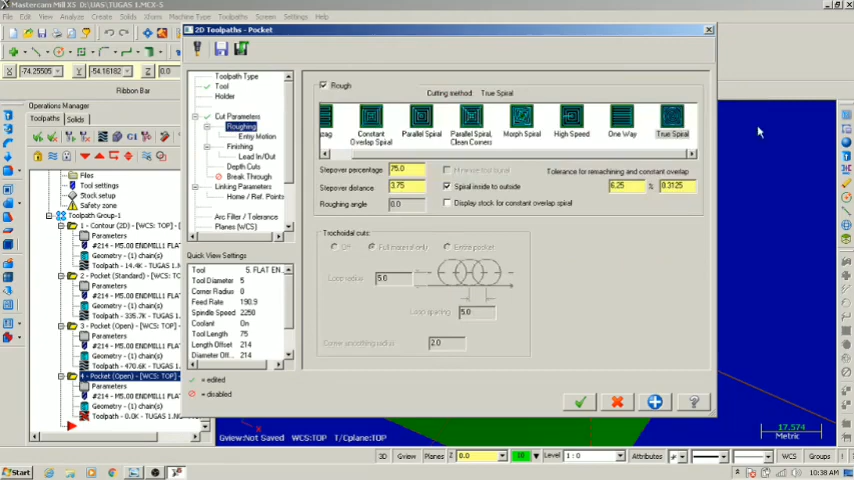 Mastercam Mill X5 D:\UAS\TUGAS 1.MCX-5
File Edit View Analyze Create Xform Machine Type Toolpaths Screen Settings Help
X -74.25505 Y -54.16182 Z 0.0
Ribbon Bar
Operations Manager
Toolpaths Solids
Files
Tool settings
Stock setup
Safety zone
Toolpath Group-1
1 - Contour (2D) - [WCS: TOP]
Parameters
#214 - M5.00 ENDMILL1 FLAT
Geometry - (1) chain(s)
Toolpath - 14.4K - TUGAS 1
2 - Pocket (Standard) - [WCS: TOP]
Parameters
#214 - M5.00 ENDMILL1 FLAT
Geometry - (1) chain(s)
Toolpath - 335.7K - TUGAS
3 - Pocket (Open) - [WCS: TOP]
Parameters
#214 - M5.00 ENDMILL1 FLAT
Geometry - (1) chain(s)
Toolpath - 470.6K - TUGAS
4 - Pocket (Open) - [WCS: TOP]
Parameters
#214 - M5.00 ENDMILL1 FLAT
Geometry - (1) chain(s)
Toolpath - 0.0K - TUGAS 1.N
2D Toolpaths - Pocket
Toolpath Type
Tool
Holder
Cut Parameters
Roughing
Entry Motion
Finishing
Lead In/Out
Depth Cuts
Break Through
Linking Parameters
Home / Ref. Points
Arc Filter / Tolerance
Planes (WCS)
Quick View Settings
Tool 5. FLAT EN...
Tool Diameter 5
Corner Radius 0
Feed Rate 190.9
Spindle Speed 2250
Coolant On
Tool Length 75
Length Offset 214
Diameter Of... 214
= edited
= disabled
Rough
Cutting method True Spiral
zag
Constant Overlap Spiral
Parallel Spiral
Parallel Spiral, Clean Corners
Morph Spiral
High Speed
One Way
True Spiral
Stepover percentage 75.0
Minimize tool burial
Tolerance for remachining and constant overlap
Stepover distance 3.75
Spiral inside to outside
6.25 % 0.3125
Roughing angle 0.0
Display stock for constant overlap spiral
Trochoidal cuts:
Off Full material only Entire pocket
Loop radius 5.0
Loop spacing 5.0
Corner smoothing radius 2.0
Gview:Not Saved WCS:TOP T/Cplane:TOP
17.574
Metric
3D Gview Planes Z 0.0 10 Level 1 : 0 Attributes WCS Groups
Start
10:38 AM